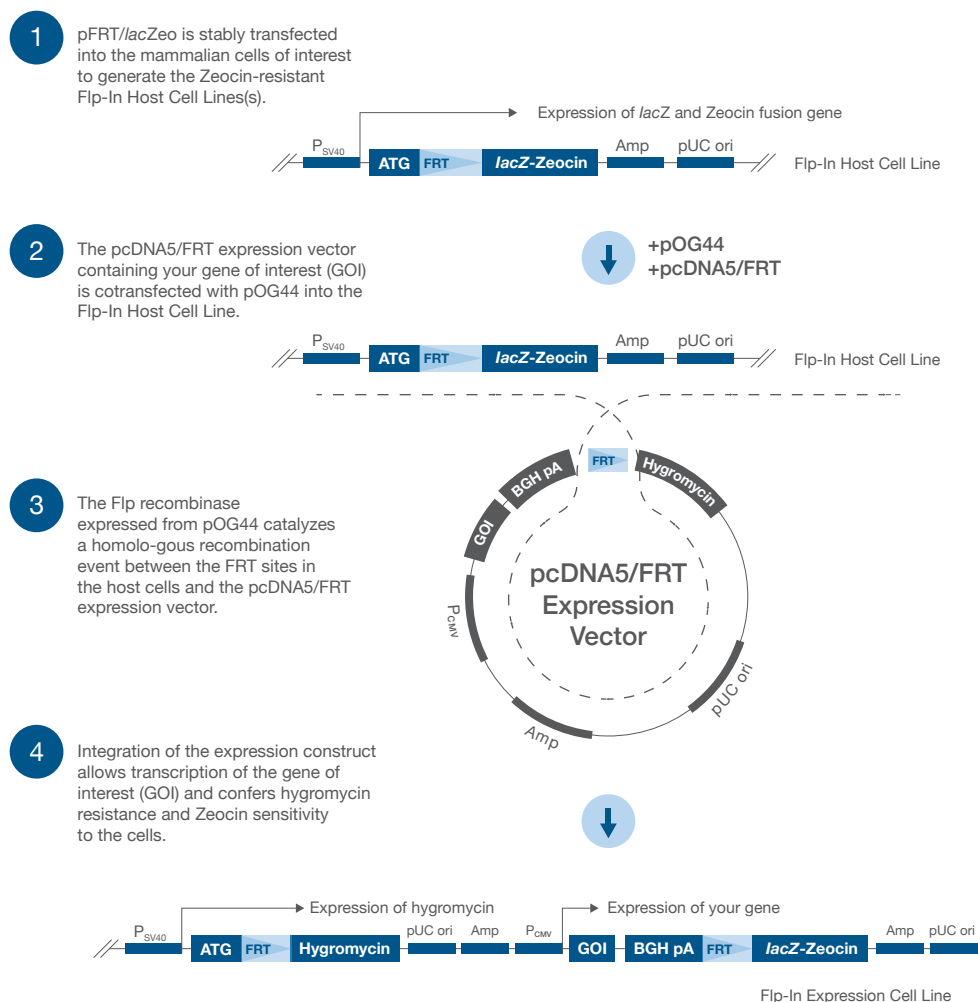 1
pFRT/lacZeo is stably transfected
into the mammalian cells of interest
to generate the Zeocin-resistant
Flp-In Host Cell Lines(s).
Expression of lacZ and Zeocin fusion gene
PSV40
ATG FRT lacZ-Zeocin
Amp
pUC ori
Flp-In Host Cell Line
2
The pcDNA5/FRT expression vector
containing your gene of interest (GOI)
is cotransfected with pOG44 into the
Flp-In Host Cell Line.
+pOG44
+pcDNA5/FRT
PSV40
ATG FRT lacZ-Zeocin
Amp
pUC ori
Flp-In Host Cell Line
3
The Flp recombinase
expressed from pOG44 catalyzes
a homolo-gous recombination
event between the FRT sites in
the host cells and the pcDNA5/FRT
expression vector.
FRT
Hygromycin
BGH pA
GOI
PCMV
Amp
pUC ori
pcDNA5/FRT
Expression
Vector
4
Integration of the expression construct
allows transcription of the gene of
interest (GOI) and confers hygromycin
resistance and Zeocin sensitivity
to the cells.
Expression of hygromycin
Expression of your gene
PSV40
ATG FRT Hygromycin
pUC ori
Amp
PCMV
GOI
BGH pA FRT lacZ-Zeocin
Amp
pUC ori
Flp-In Expression Cell Line